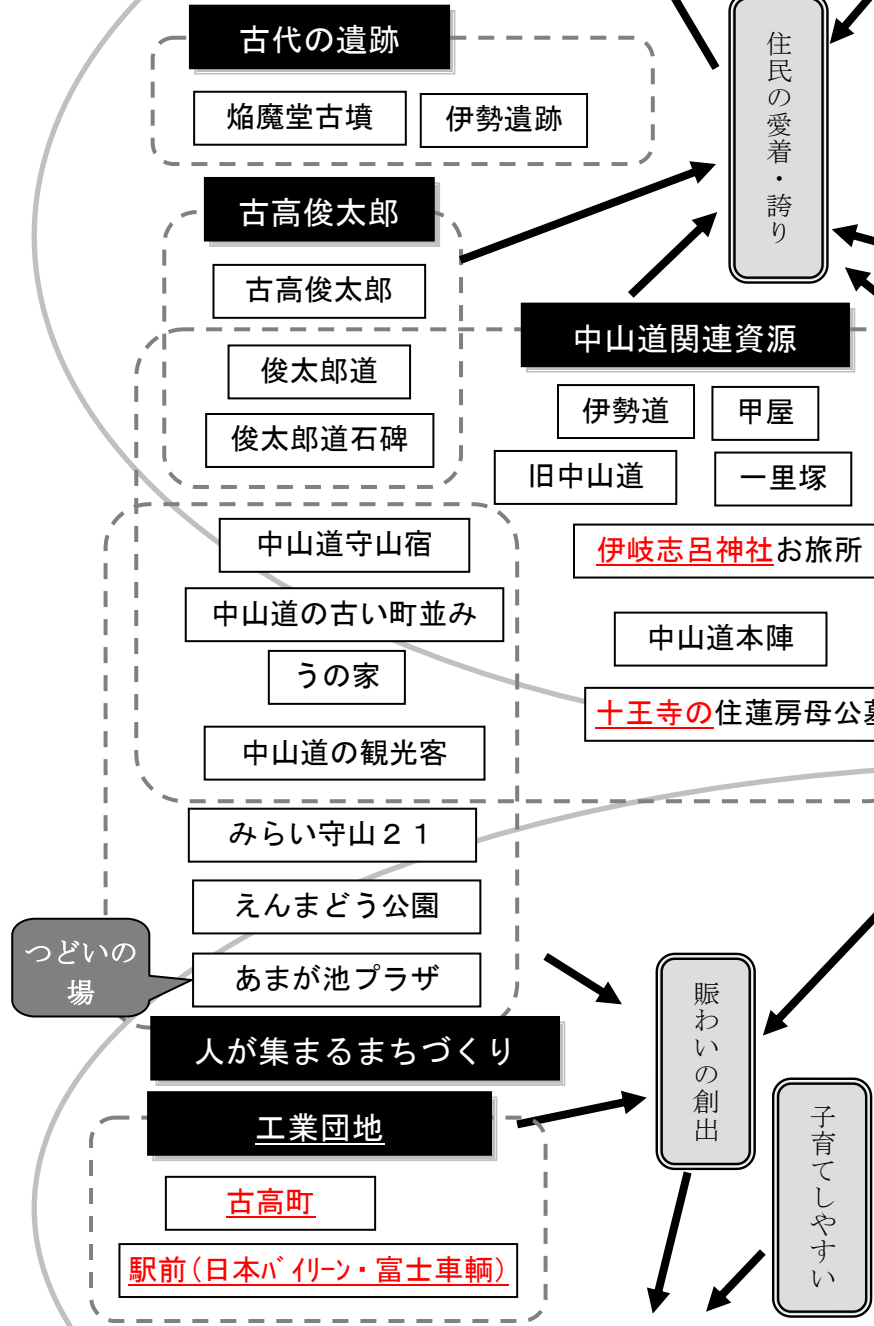 古代の遺跡
焔魔堂古墳
伊勢遺跡
住民の愛着・誇り
古高俊太郎
古高俊太郎
俊太郎道
俊太郎道石碑
中山道関連資源
伊勢道
甲屋
旧中山道
一里塚
伊岐志呂神社お旅所
中山道本陣
十王寺の住蓮房母公墓
中山道守山宿
中山道の古い町並み
うの家
中山道の観光客
みらい守山２１
えんまどう公園
あまが池プラザ
つどいの
場
人が集まるまちづくり
賑わいの創出
子育てしやすい
工業団地
古高町
駅前(日本ﾊﾞｲﾘｰﾝ・富士車輌)